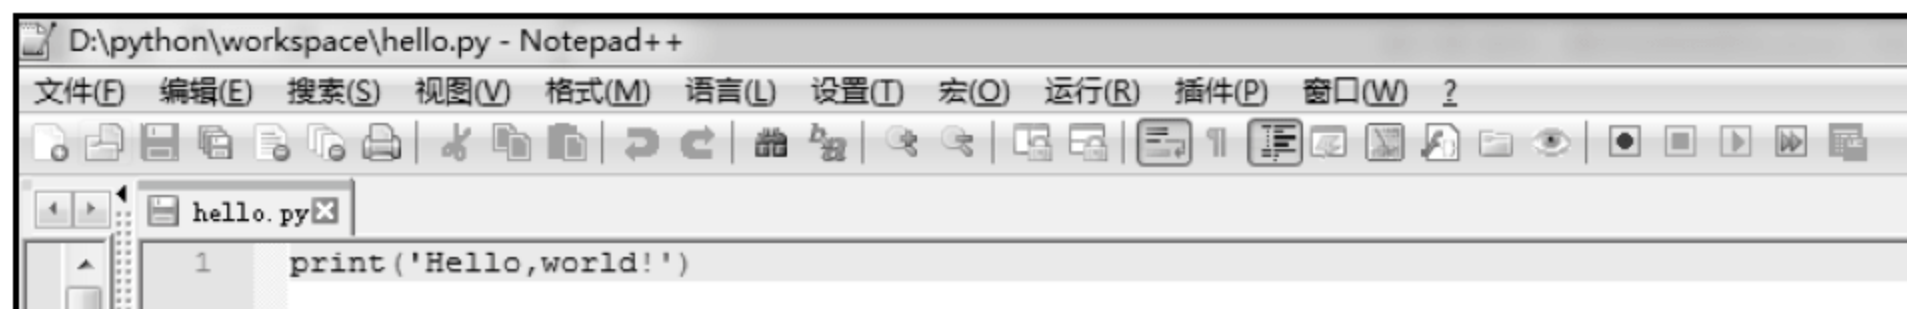 D:\python\workspace\hello.py - Notepad++
文件(F) 编辑(E) 搜索(S) 视图(V) 格式(M) 语言(L) 设置(T) 宏(O) 运行(R) 插件(P) 窗口(W) ?
hello.py
1 print('Hello,world!')